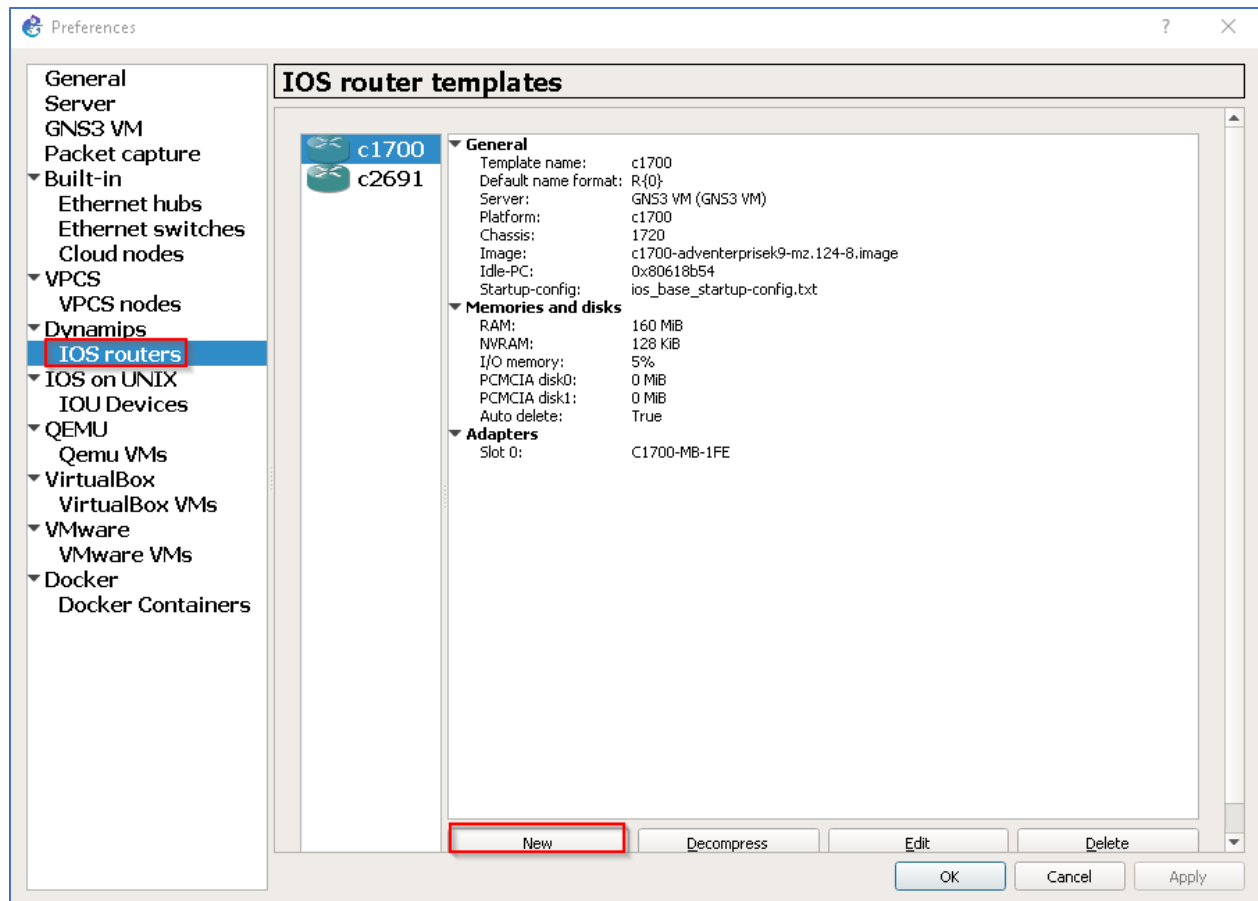 Preferences
General
Server
GNS3 VM
Packet capture
Built-in
Ethernet hubs
Ethernet switches
Cloud nodes
VPCS
VPCS nodes
Dynamips
IOS routers
IOS on UNIX
IOU Devices
QEMU
Qemu VMs
VirtualBox
VirtualBox VMs
VMware
VMware VMs
Docker
Docker Containers
IOS router templates
c1700
c2691
General
Template name: c1700
Default name format: R{0}
Server: GNS3 VM (GNS3 VM)
Platform: c1700
Chassis: 1720
Image: c1700-adventerprisek9-mz.124-8.image
Idle-PC: 0x80618b54
Startup-config: ios_base_startup-config.txt
Memories and disks
RAM: 160 MiB
NVRAM: 128 KiB
I/O memory: 5%
PCMCIA disk0: 0 MiB
PCMCIA disk1: 0 MiB
Auto delete: True
Adapters
Slot 0: C1700-MB-1FE
New Decompress Edit Delete
OK Cancel Apply